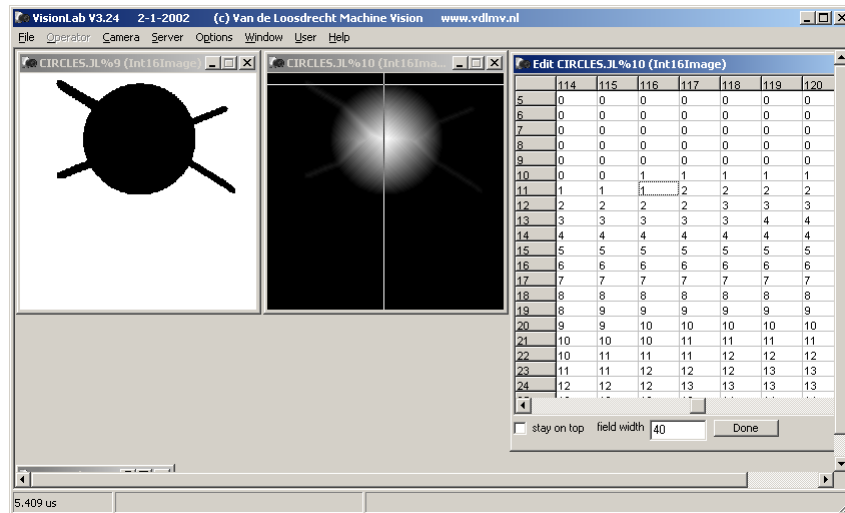 VisionLab V3.24 2-1-2002 (c) Van de Loosdrecht Machine Vision www.vdlmv.nl
File Operator Camera Server Options Window User Help
CIRCLES.JL%9 (Int16Image)
CIRCLES.JL%10 (Int16Ima...
Edit CIRCLES.JL%10 (Int16Image)
114 115 116 117 118 119 120
5 0 0 0 0 0 0 0
6 0 0 0 0 0 0 0
7 0 0 0 0 0 0 0
8 0 0 0 0 0 0 0
9 0 0 0 0 0 0 0
10 0 0 1 1 1 1 1
11 1 1 1 2 2 2 2
12 2 2 2 2 3 3 3
13 3 3 3 3 3 4 4
14 4 4 4 4 4 4 4
15 5 5 5 5 5 5 5
16 6 6 6 6 6 6 6
17 7 7 7 7 7 7 7
18 8 8 8 8 8 8 8
19 8 9 9 9 9 9 9
20 9 9 10 10 10 10 10
21 10 10 10 11 11 11 11
22 10 11 11 11 12 12 12
23 11 11 12 12 12 13 13
24 12 12 12 13 13 13 13
stay on top field width 40 Done
5.409 us